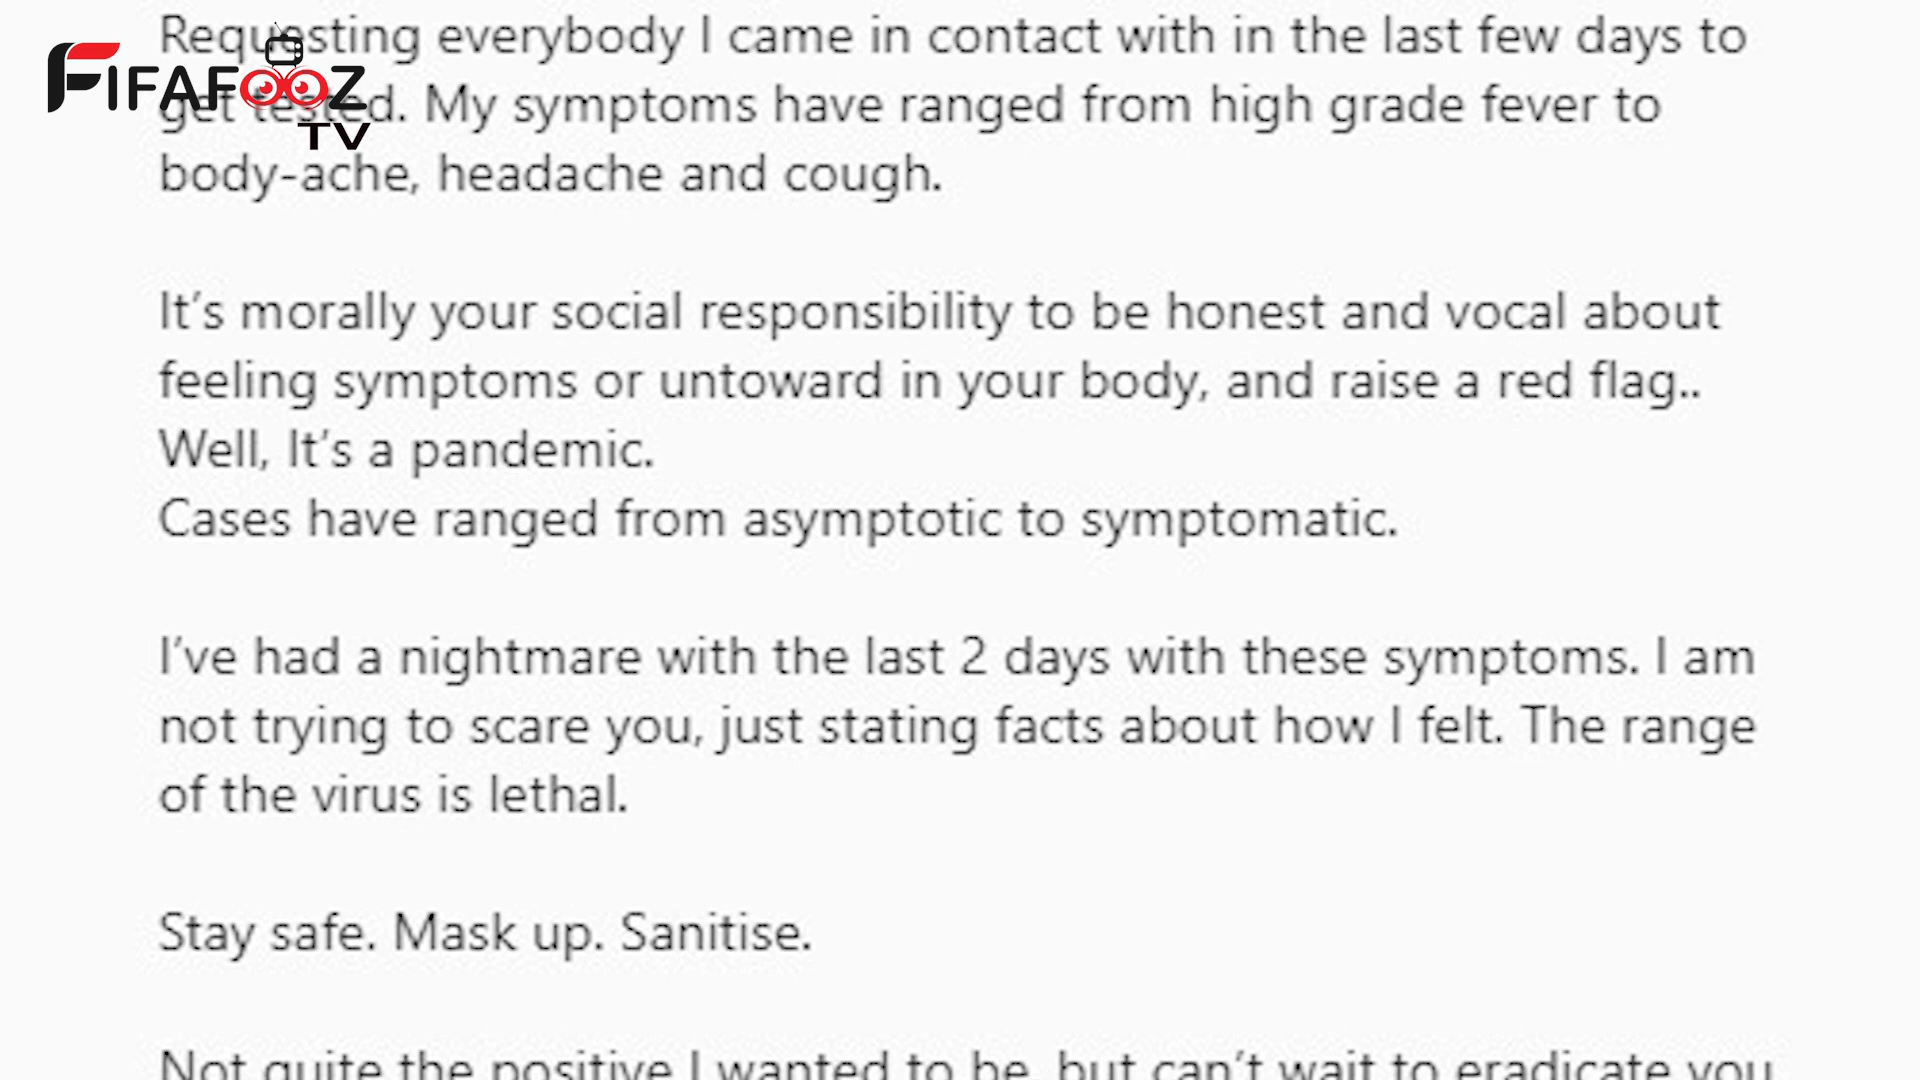 FIFAFOOZ
TV
Requesting everybody I came in contact with in the last few days to
get tested. My symptoms have ranged from high grade fever to
body-ache, headache and cough.
It's morally your social responsibility to be honest and vocal about
feeling symptoms or untoward in your body, and raise a red flag..
Well, It's a pandemic.
Cases have ranged from asymptotic to symptomatic.
I've had a nightmare with the last 2 days with these symptoms. I am
not trying to scare you, just stating facts about how I felt. The range
of the virus is lethal.
Stay safe. Mask up. Sanitise.
Not quite the positive I wanted to be, but can't wait to eradicate you